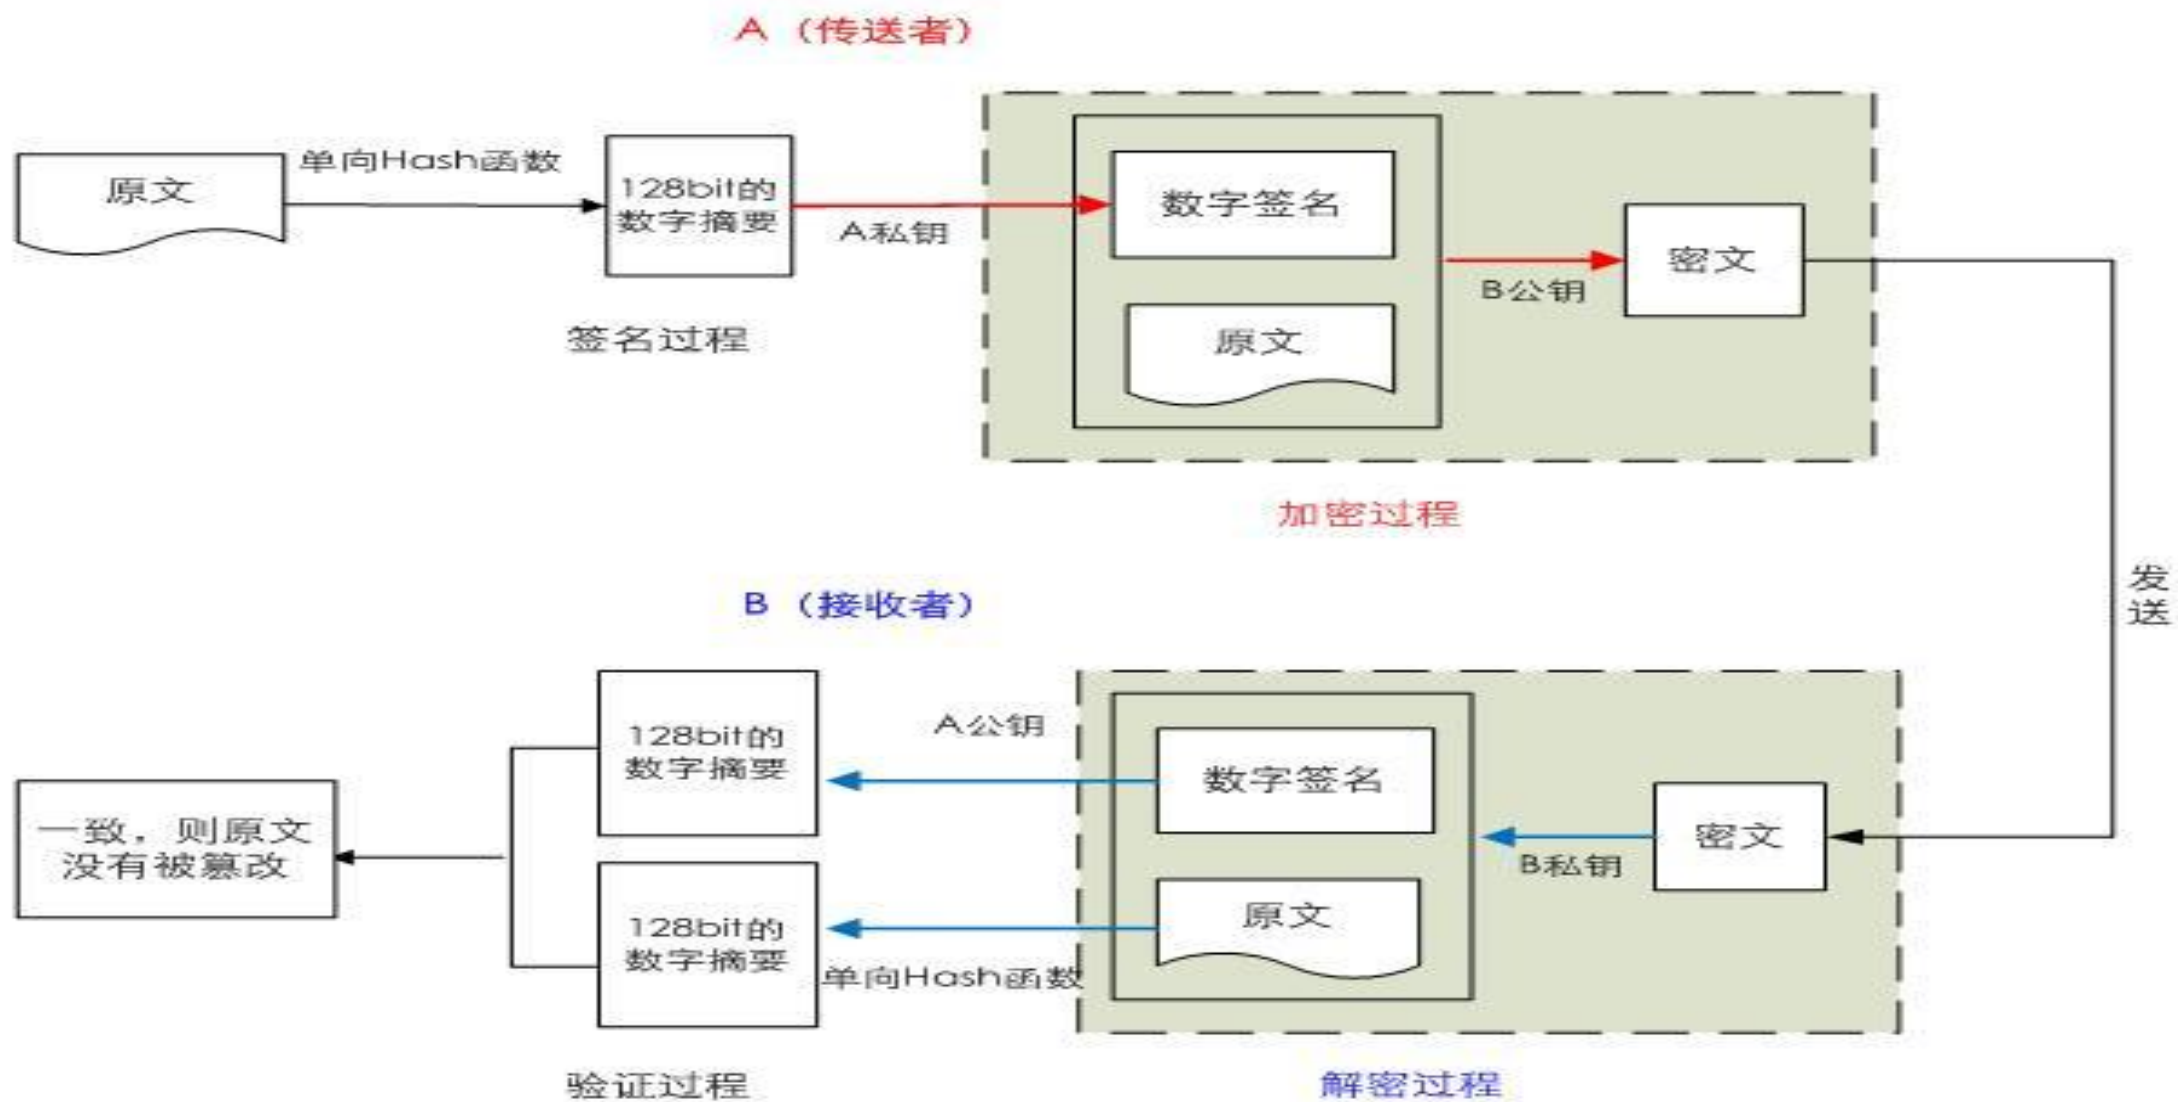 A（传送者）
原文
单向Hash函数
128bit的
数字摘要
A私钥
数字签名
原文
B公钥
密文
签名过程
加密过程
发
送
B（接收者）
一致，则原文
没有被篡改
128bit的
数字摘要
128bit的
数字摘要
A公钥
单向Hash函数
数字签名
原文
B私钥
密文
验证过程
解密过程